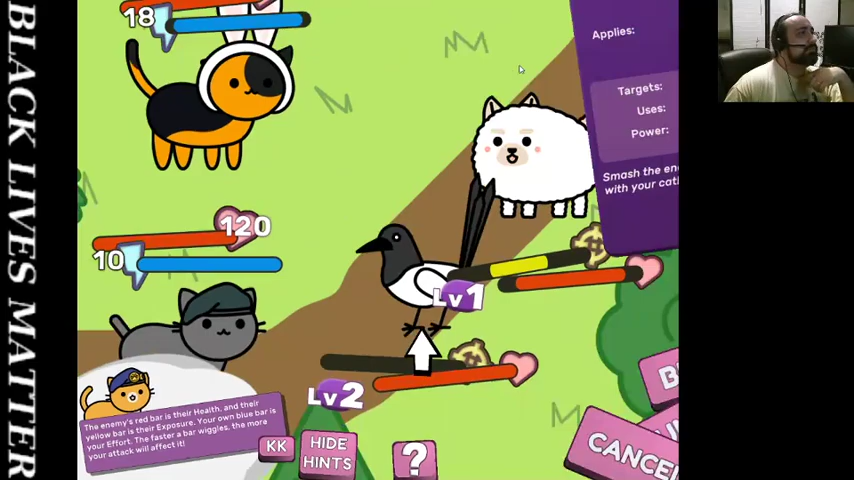 BLACK LIVES MATTER
18
Applies:
Targets:
Uses:
Power:
Smash the en
with your cat
120
10
Lv1
Lv2
The enemy's red bar is their Health, and their
yellow bar is their Exposure. Your own blue bar is
your Effort. The faster a bar wiggles, the more
your attack will affect it!
KK
HIDE
HINTS
?
CANCE